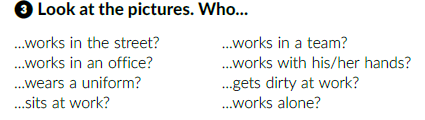 3 Look at the pictures. Who...
...works in the street?
...works in an office?
...wears a uniform?
...sits at work?
...works in a team?
...works with his/her hands?
...gets dirty at work?
...works alone?